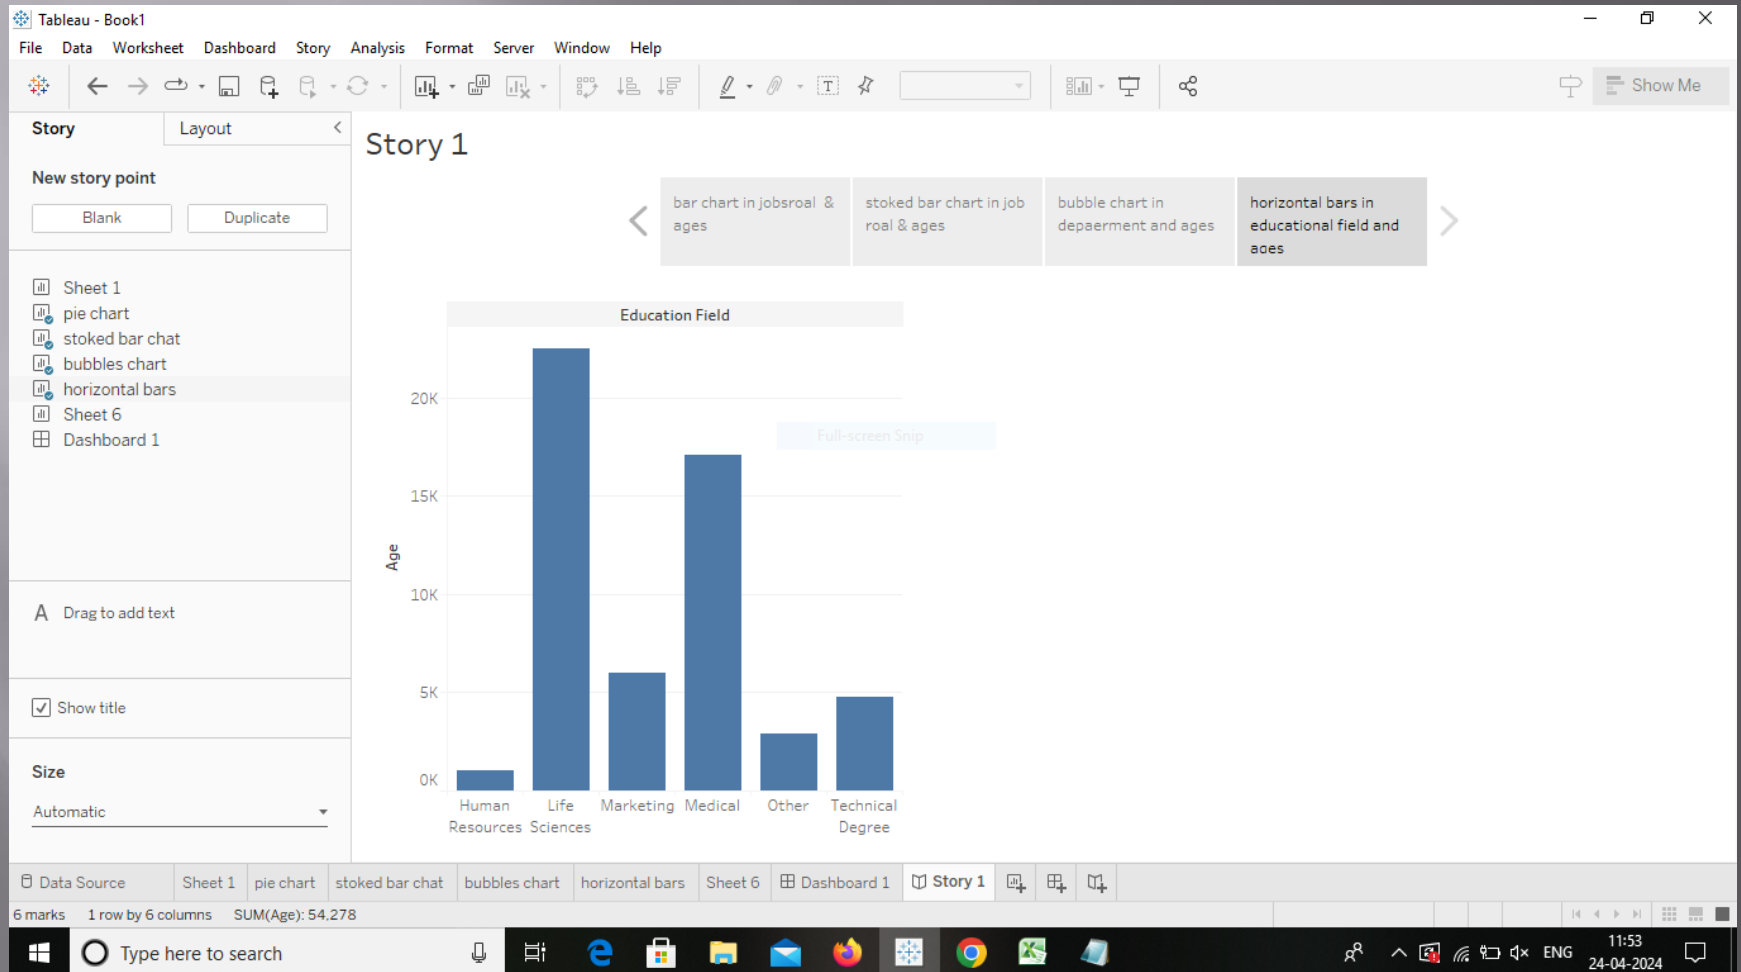 Tableau - Book1
File Data Worksheet Dashboard Story Analysis Format Server Window Help
Show Me
Story Layout
New story point
Blank Duplicate
Sheet 1
pie chart
stoked bar chat
bubbles chart
horizontal bars
Sheet 6
Dashboard 1
A Drag to add text
Show title
Size
Automatic
Story 1
bar chart in jobsroal &
ages
stoked bar chart in job
roal & ages
bubble chart in
depaerment and ages
horizontal bars in
educational field and
ages
Education Field
Full-screen Snip
20K
15K
10K
5K
0K
Age
Human
Resources
Life
Sciences
Marketing
Medical
Other
Technical
Degree
Data Source Sheet 1 pie chart stoked bar chat bubbles chart horizontal bars Sheet 6 Dashboard 1 Story 1
6 marks 1 row by 6 columns SUM(Age): 54,278
Type here to search
ENG
11:53
24-04-2024